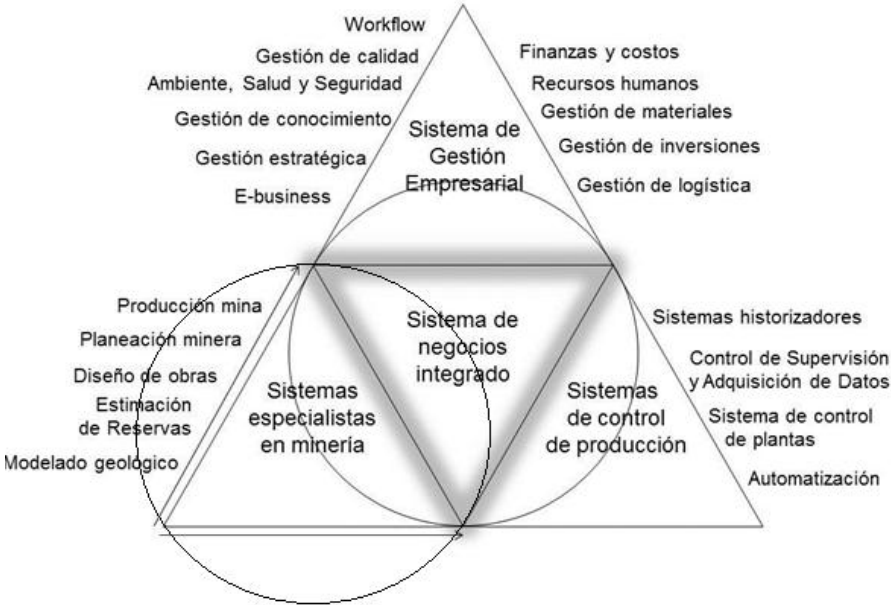 Workflow
Gestión de calidad
Ambiente, Salud y Seguridad
Gestión de conocimiento
Gestión estratégica
E-business
Finanzas y costos
Recursos humanos
Gestión de materiales
Gestión de inversiones
Gestión de logística
Sistema de
Gestión
Empresarial
Producción mina
Planeación minera
Diseño de obras
Estimación
de Reservas
Modelado geológico
Sistemas
especialistas
en minería
Sistema de
negocios
integrado
Sistemas
de control
de producción
Sistemas historizadores
Control de Supervisión
y Adquisición de Datos
Sistema de control
de plantas
Automatización